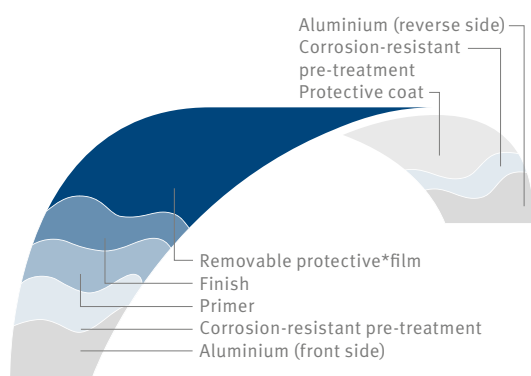 Aluminium (reverse side)
Corrosion-resistant
pre-treatment
Protective coat
Removable protective*film
Finish
Primer
Corrosion-resistant pre-treatment
Aluminium (front side)